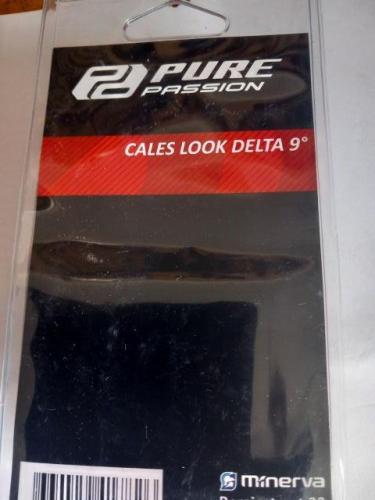 PURE
PASSION
CALES LOOK DELTA 9°
minerva